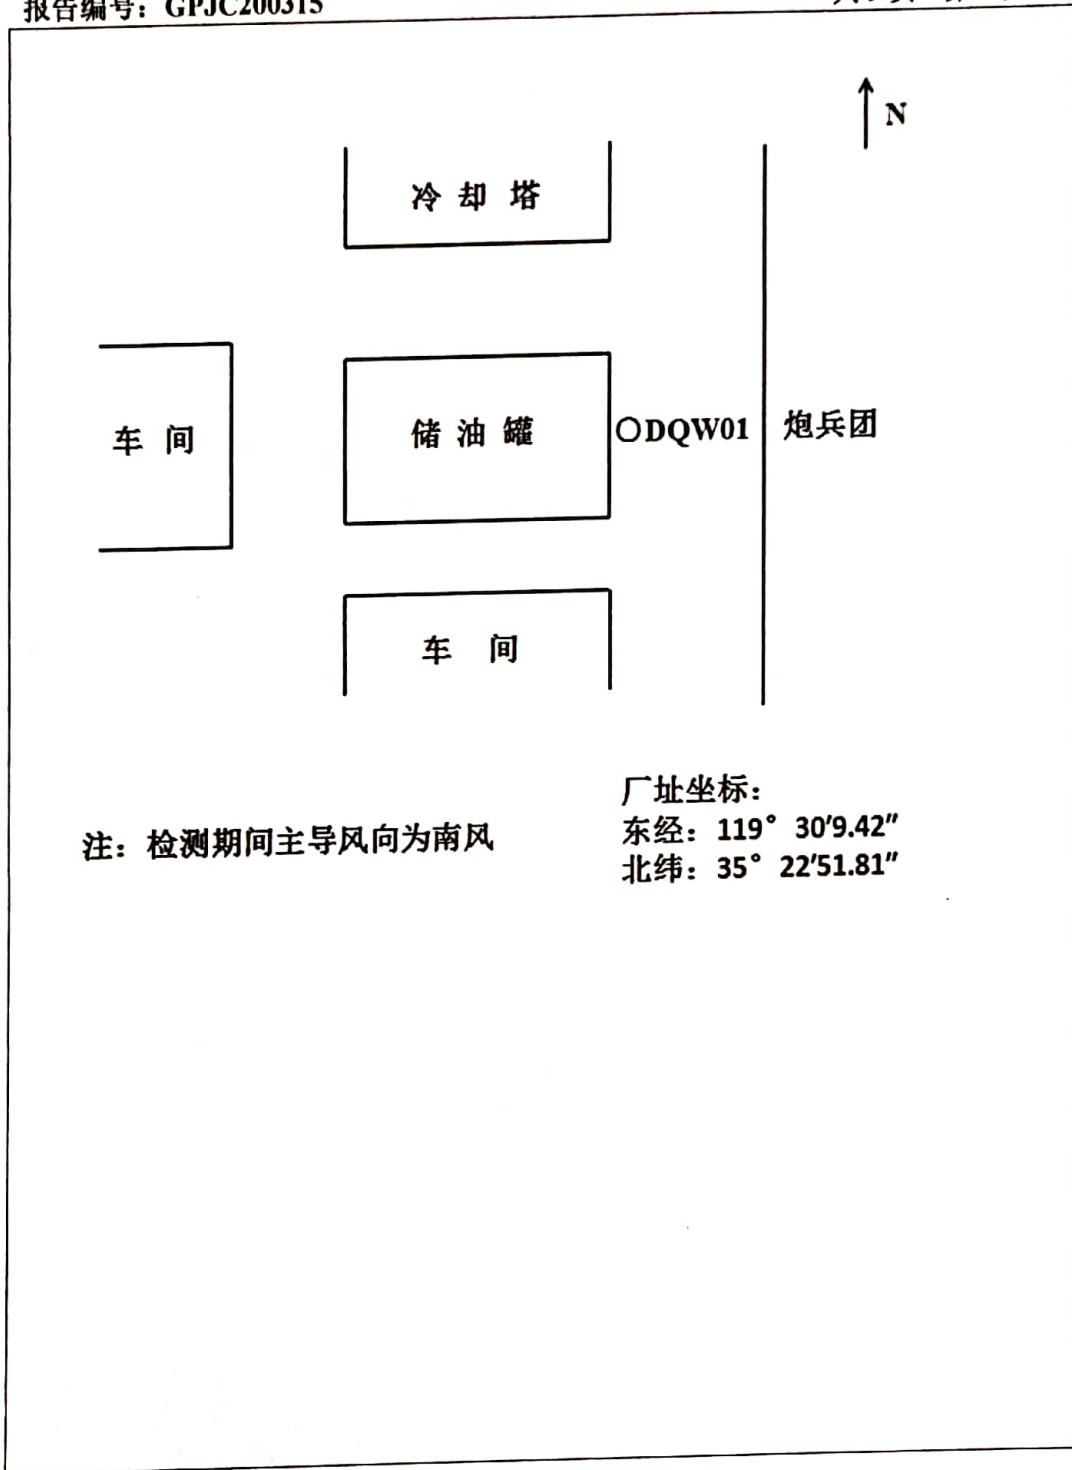 报告编号：GPJC200315
N
冷却塔
车间
储油罐
○DQW01
炮兵团
车间
厂址坐标：
东经：119° 30′9.42″
北纬：35° 22′51.81″
注：检测期间主导风向为南风